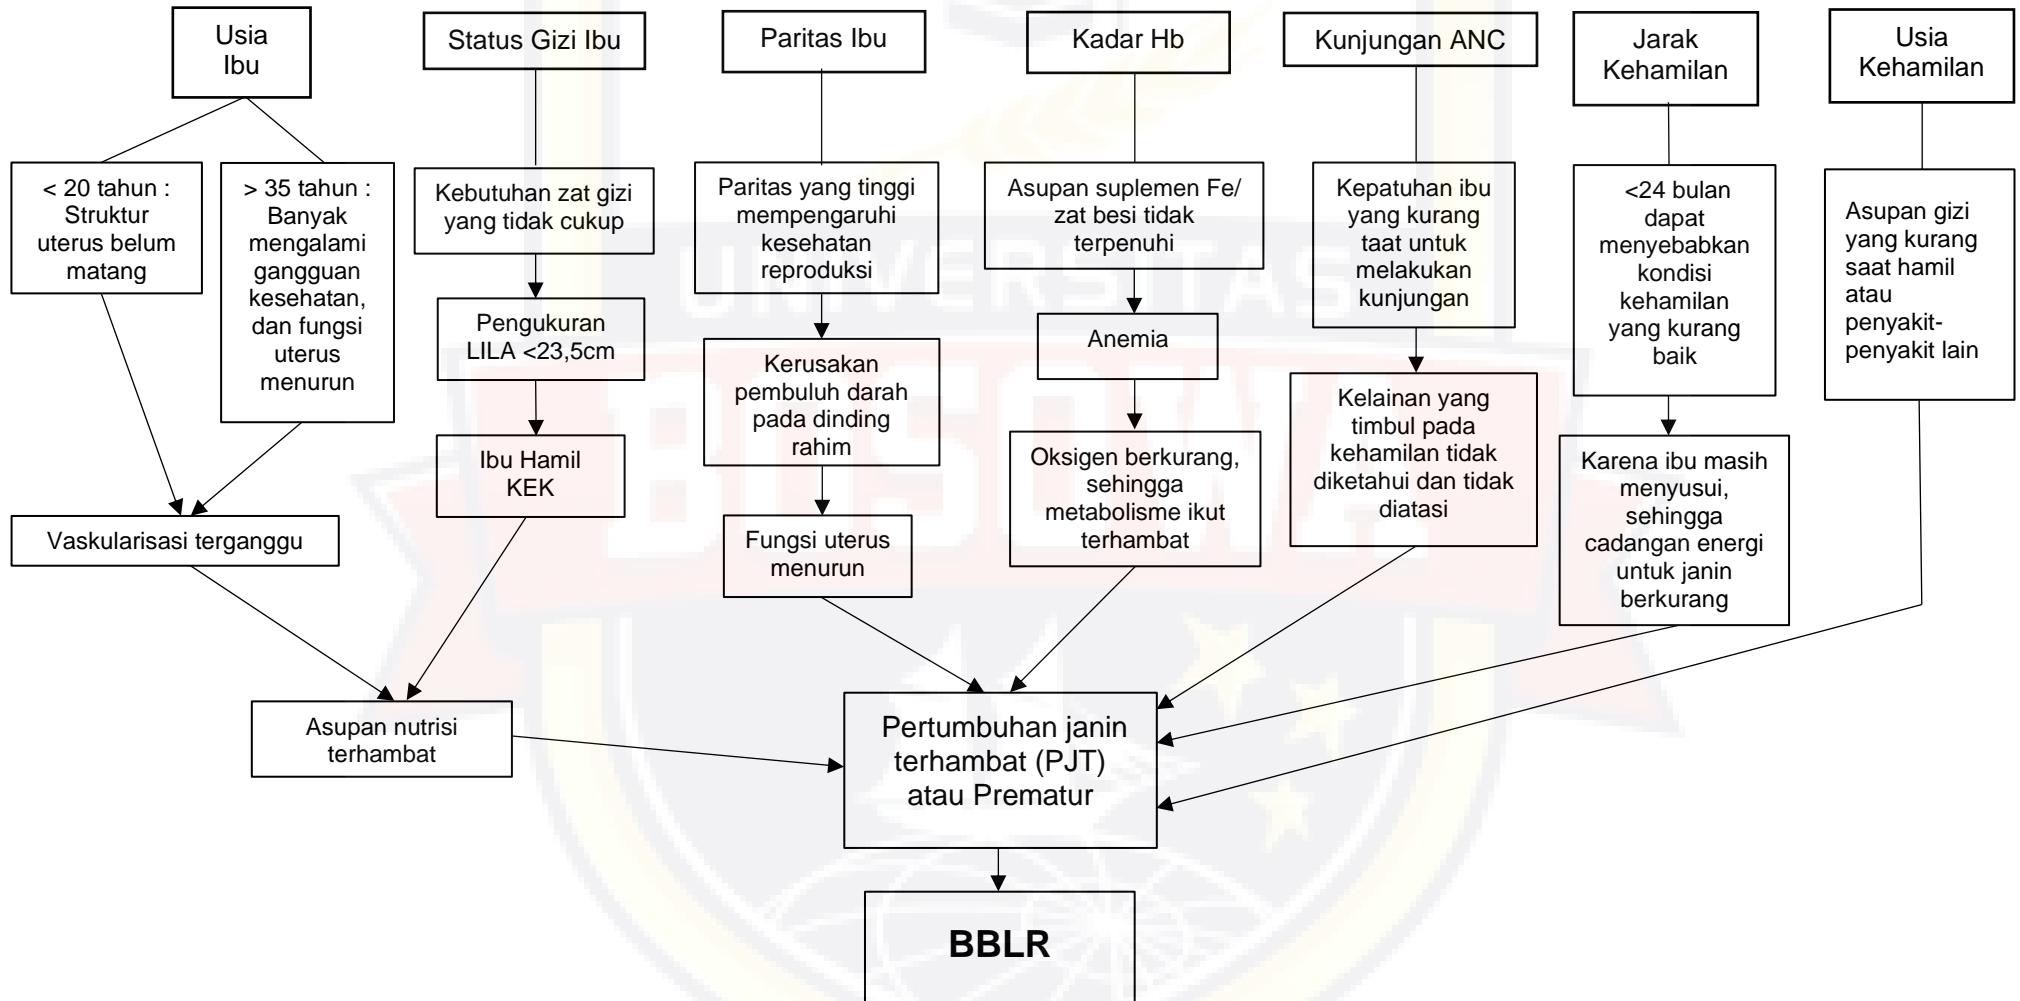 Usia
Ibu
Status Gizi Ibu
Paritas Ibu
Kadar Hb
Kunjungan ANC
Jarak
Kehamilan
Usia
Kehamilan
< 20 tahun :
Struktur
uterus belum
matang
> 35 tahun :
Banyak
mengalami
gangguan
kesehatan,
dan fungsi
uterus
menurun
Kebutuhan zat gizi
yang tidak cukup
Paritas yang tinggi
mempengaruhi
kesehatan
reproduksi
Asupan suplemen Fe/
zat besi tidak
terpenuhi
Kepatuhan ibu
yang kurang
taat untuk
melakukan
kunjungan
<24 bulan
dapat
menyebabkan
kondisi
kehamilan
yang kurang
baik
Asupan gizi
yang kurang
saat hamil
atau
penyakit-
penyakit lain
Pengukuran
LILA <23,5cm
Kerusakan
pembuluh darah
pada dinding
rahim
Anemia
Kelainan yang
timbul pada
kehamilan tidak
diketahui dan tidak
diatasi
Ibu Hamil
KEK
Oksigen berkurang,
sehingga
metabolisme ikut
terhambat
Karena ibu masih
menyusui,
sehingga
cadangan energi
untuk janin
berkurang
Vaskularisasi terganggu
Fungsi uterus
menurun
Asupan nutrisi
terhambat
Pertumbuhan janin
terhambat (PJT)
atau Prematur
BBLR
UNIVERSITAS
BOSOWA